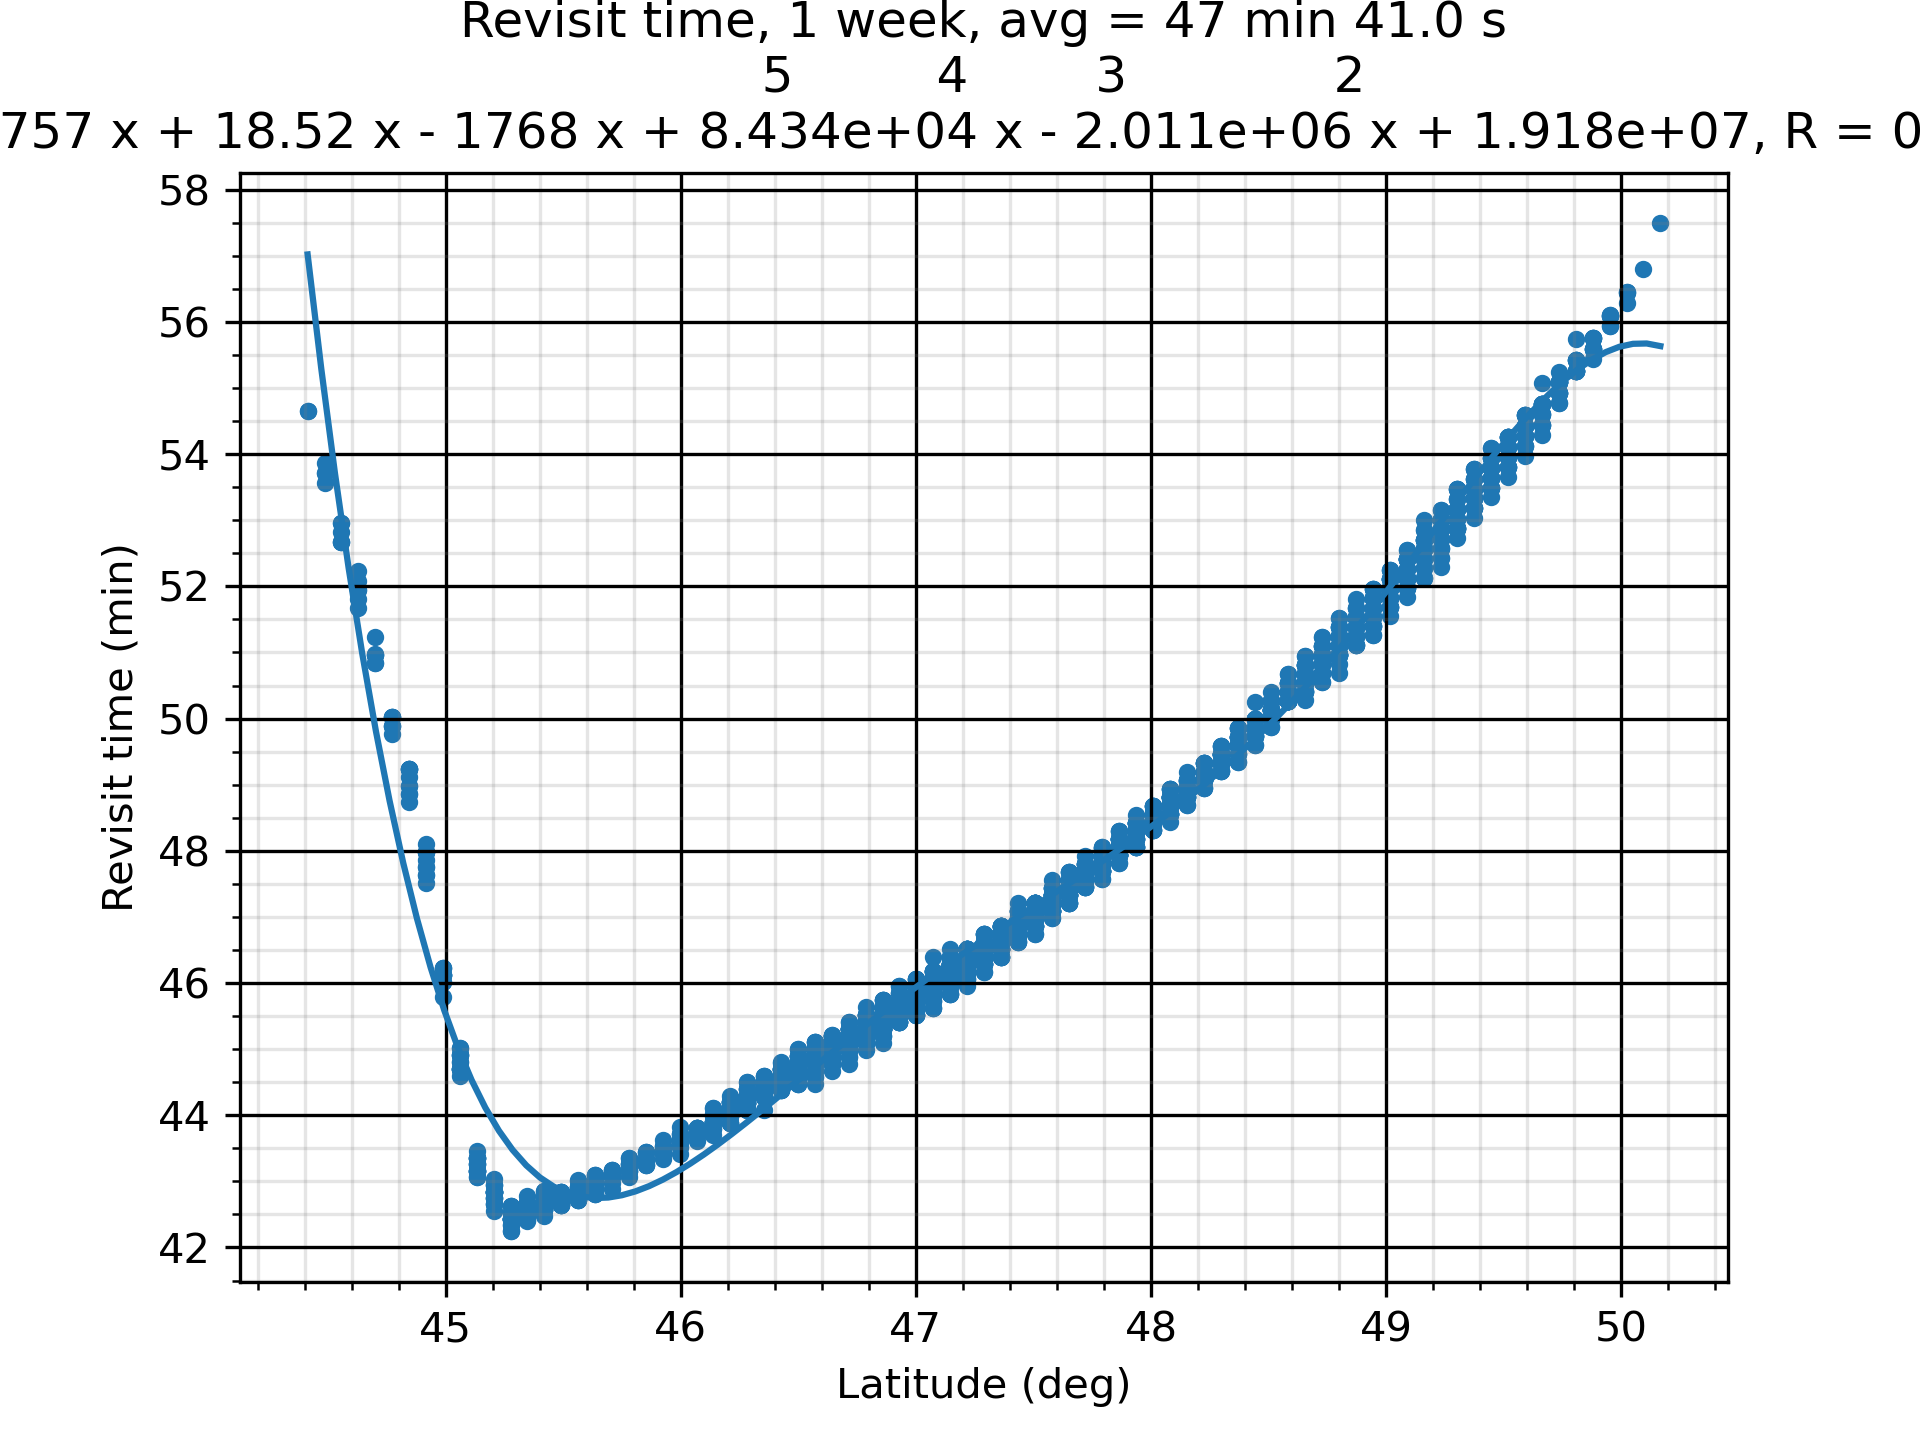 Revisit time, 1 week, avg = 47 min 41.0 s
5 4 3 2
757 x + 18.52 x - 1768 x + 8.434e+04 x - 2.011e+06 x + 1.918e+07, R = 0
58
56
54
52
50
48
46
44
42
Revisit time (min)
45 46 47 48 49 50
Latitude (deg)